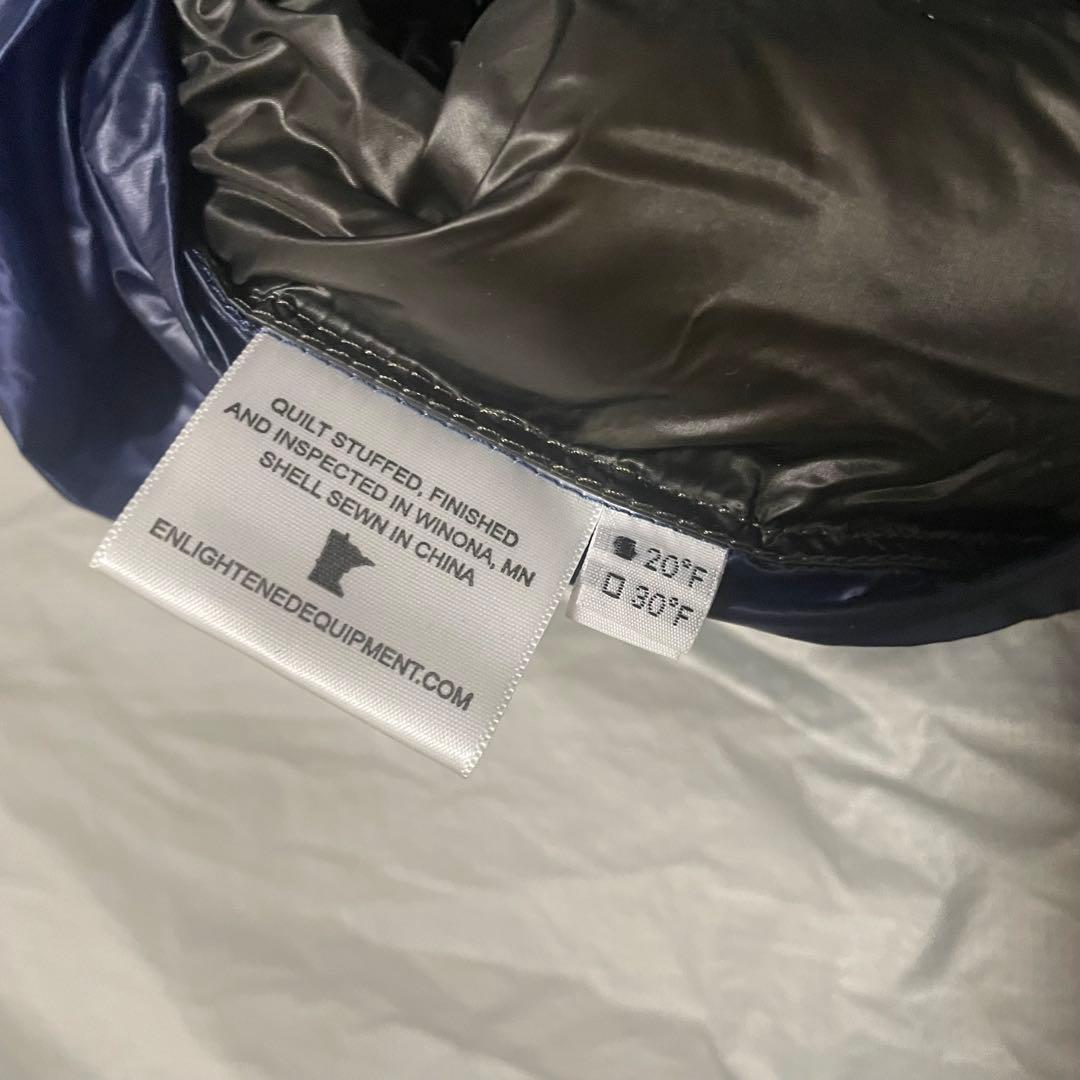 QUILT STUFFED, FINISHED
AND INSPECTED IN WINONA, MN
SHELL SEWN IN CHINA
ENLIGHTENEDEQUIPMENT.COM
20°F
30°F